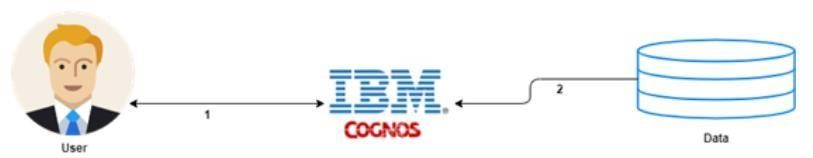 IBM®
COGNOS
1
2
User
Data